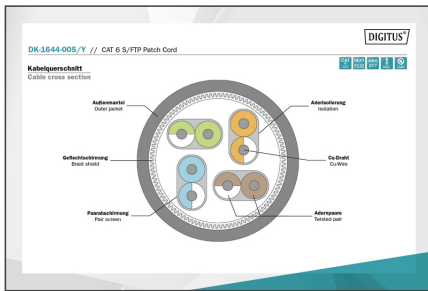 DIGITUS®
DK-1644-005/Y // CAT 6 S/FTP Patch Cord
Kabelquerschnitt
Cable cross section
Außenmantel
Outer jacket
Aderisolierung
Isolation
Geflechtschirmung
Braid shield
Cu-Draht
Cu-Wire
Paarabschirmung
Pair screen
Adernpaare
Twisted pair